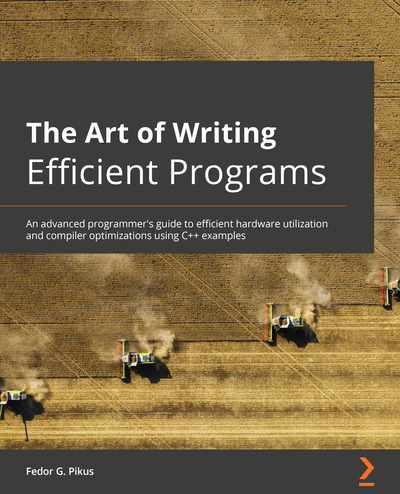 The Art of Writing
Efficient Programs
An advanced programmer's guide to efficient hardware utilization
and compiler optimizations using C++ examples
Fedor G. Pikus